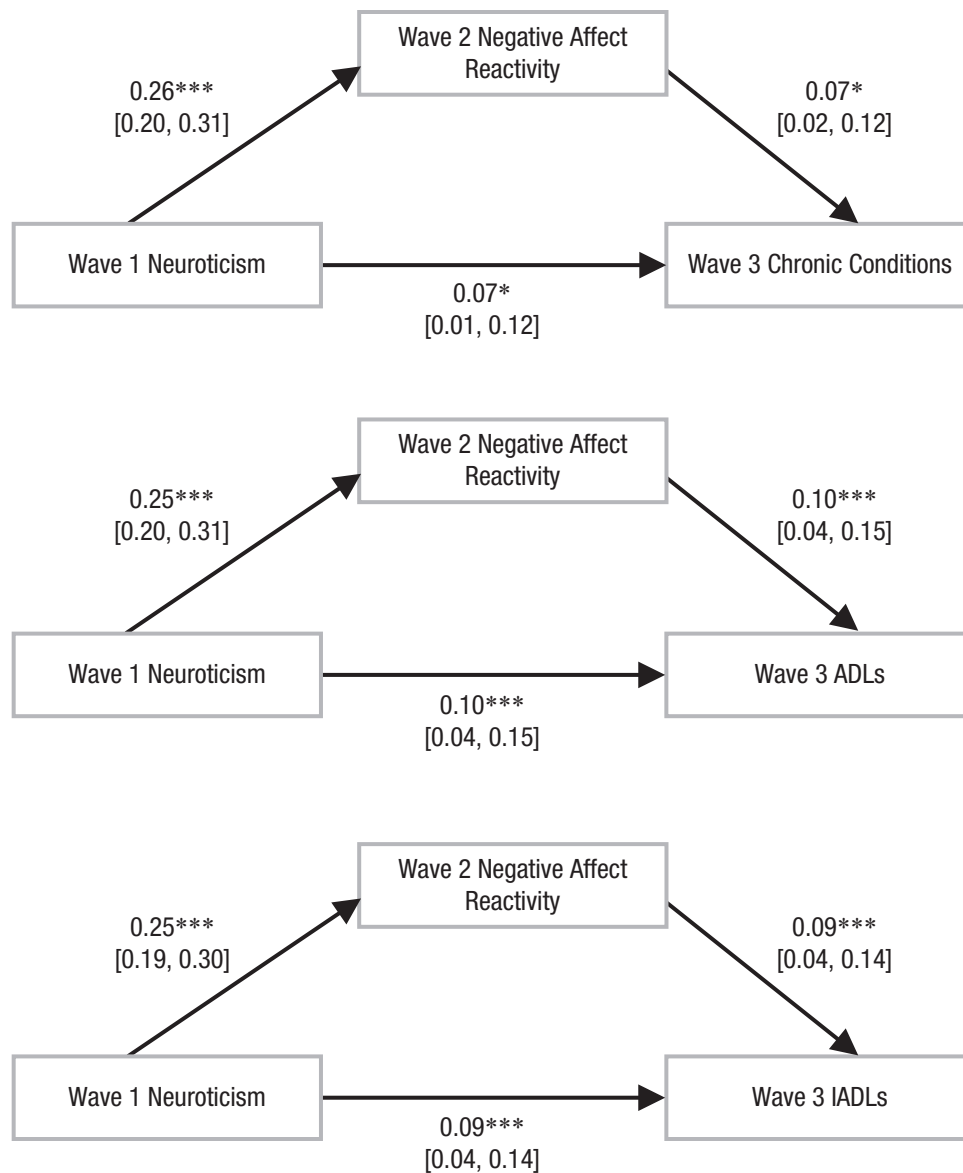 Wave 2 Negative Affect
Reactivity
0.26***
[0.20, 0.31]
0.07*
[0.02, 0.12]
Wave 1 Neuroticism
Wave 3 Chronic Conditions
0.07*
[0.01, 0.12]
Wave 2 Negative Affect
Reactivity
0.25***
[0.20, 0.31]
0.10***
[0.04, 0.15]
Wave 1 Neuroticism
Wave 3 ADLs
0.10***
[0.04, 0.15]
Wave 2 Negative Affect
Reactivity
0.25***
[0.19, 0.30]
0.09***
[0.04, 0.14]
Wave 1 Neuroticism
Wave 3 IADLs
0.09***
[0.04, 0.14]